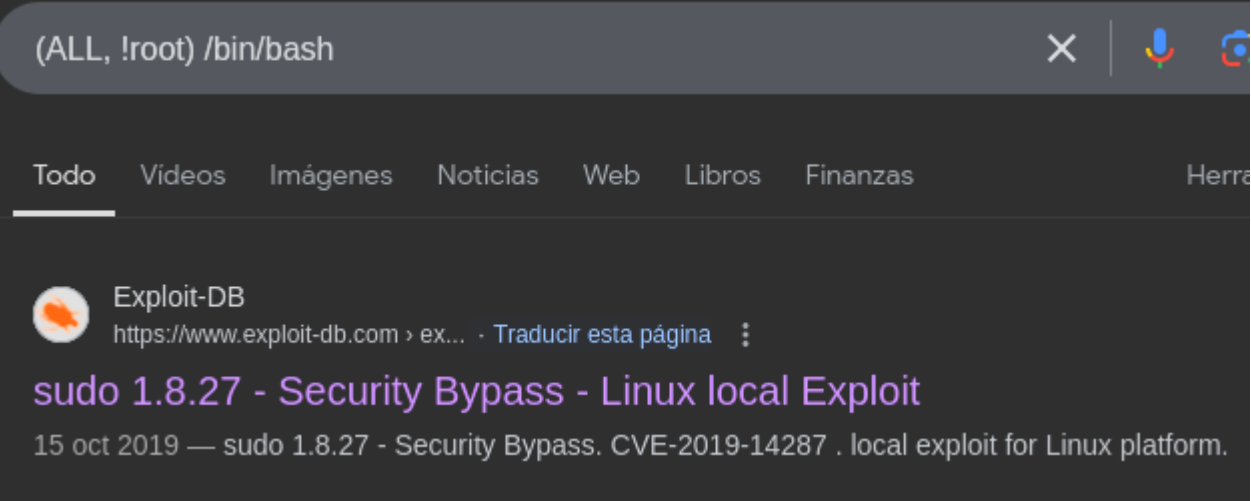 (ALL, !root) /bin/bash
Todo Vídeos Imágenes Noticias Web Libros Finanzas Herra
Exploit-DB
https://www.exploit-db.com › ex... · Traducir esta página
sudo 1.8.27 - Security Bypass - Linux local Exploit
15 oct 2019 — sudo 1.8.27 - Security Bypass. CVE-2019-14287 . local exploit for Linux platform.